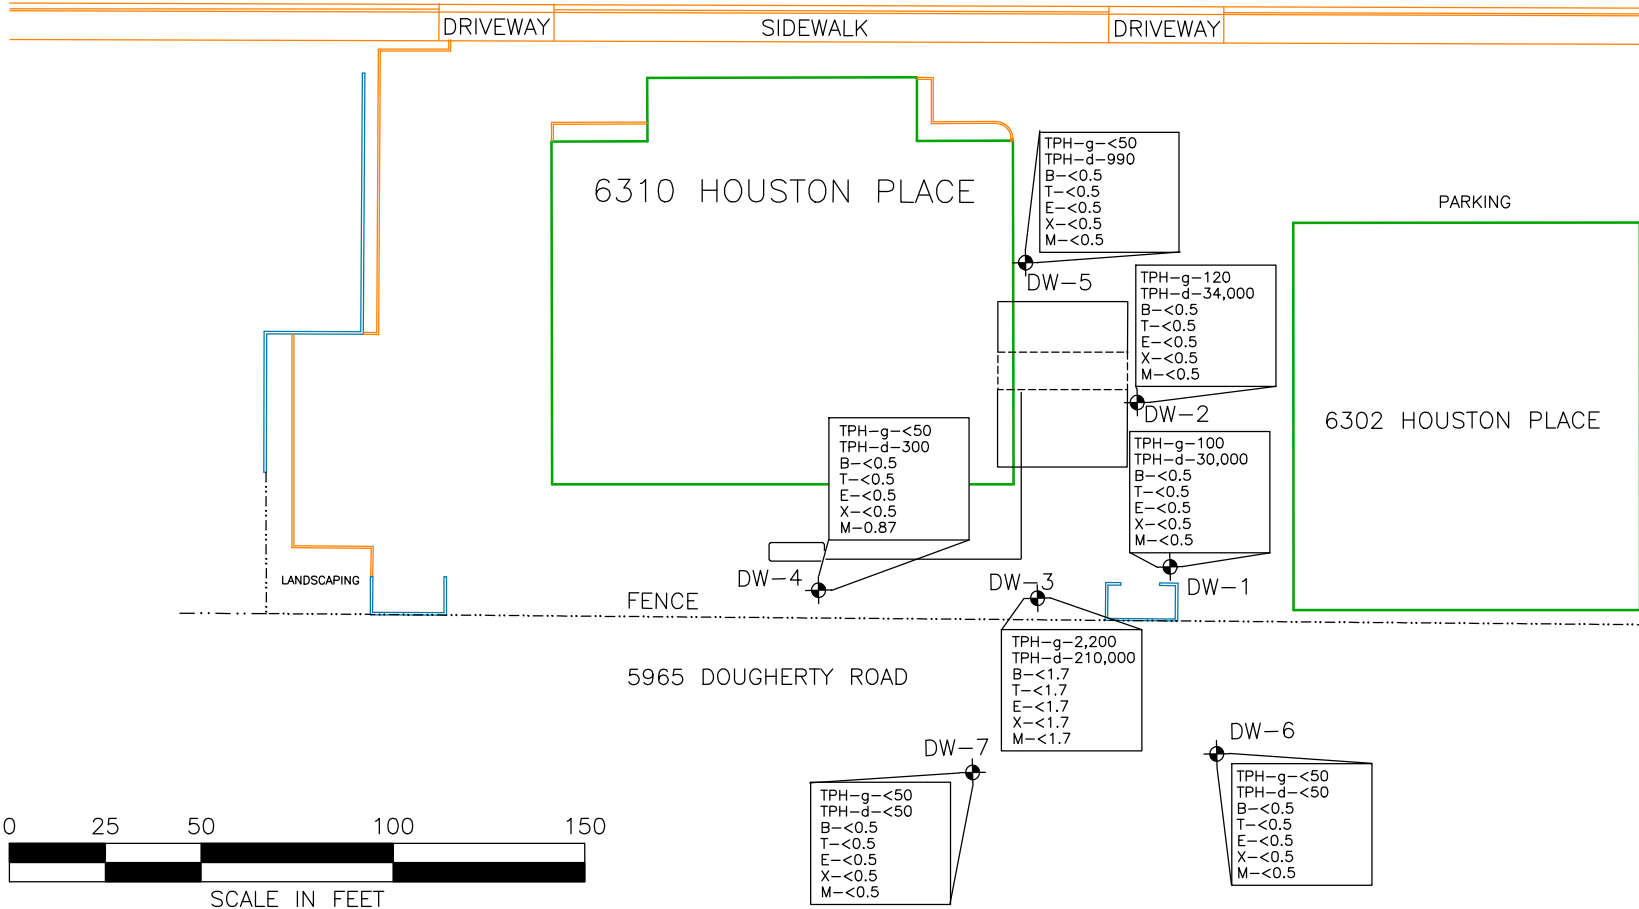 DRIVEWAY
SIDEWALK
DRIVEWAY
6310 HOUSTON PLACE
TPH-g-<50
TPH-d-990
B-<0.5
T-<0.5
E-<0.5
X-<0.5
M-<0.5
DW-5
PARKING
TPH-g-120
TPH-d-34,000
B-<0.5
T-<0.5
E-<0.5
X-<0.5
M-<0.5
DW-2
6302 HOUSTON PLACE
TPH-g-<50
TPH-d-300
B-<0.5
T-<0.5
E-<0.5
X-<0.5
M-0.87
DW-4
TPH-g-100
TPH-d-30,000
B-<0.5
T-<0.5
E-<0.5
X-<0.5
M-<0.5
DW-1
LANDSCAPING
FENCE
DW-3
TPH-g-2,200
TPH-d-210,000
B-<1.7
T-<1.7
E-<1.7
X-<1.7
M-<1.7
5965 DOUGHERTY ROAD
DW-7
TPH-g-<50
TPH-d-<50
B-<0.5
T-<0.5
E-<0.5
X-<0.5
M-<0.5
DW-6
TPH-g-<50
TPH-d-<50
B-<0.5
T-<0.5
E-<0.5
X-<0.5
M-<0.5
0 25 50 100 150
SCALE IN FEET